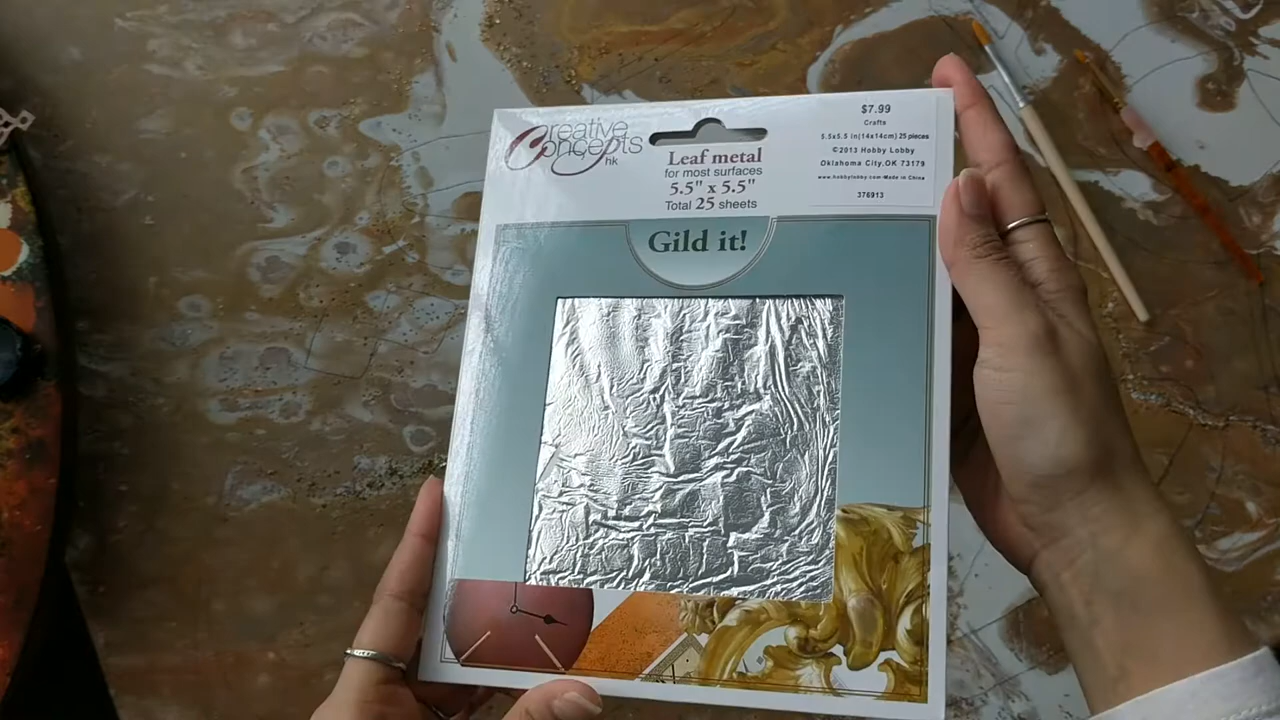 Creative
Concepts
hk
Leaf metal
for most surfaces
5.5" x 5.5"
Total 25 sheets
$7.99
Crafts
5.5x5.5 in(14x14cm) 25 pieces
©2013 Hobby Lobby
Oklahoma City,OK 73179
www.hobbylobby.com Made in China
376913
Gild it!